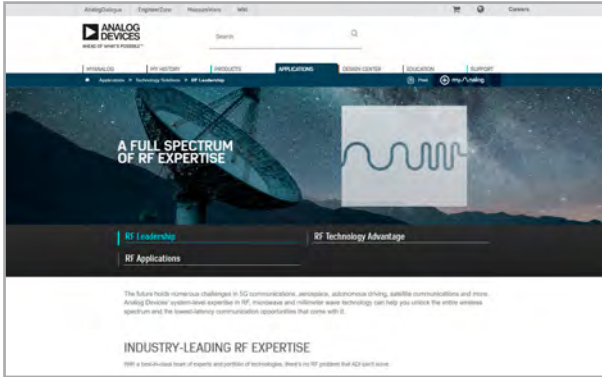 AnalogDialogue EngineerZone Wiki Careers
ANALOG
DEVICES
AHEAD OF WHAT'S POSSIBLE™
Search
MYANALOG MY HISTORY PRODUCTS APPLICATIONS DESIGN CENTER EDUCATION SUPPORT
Applications > Technology Solutions > RF Leadership Print myAnalog
A FULL SPECTRUM
OF RF EXPERTISE
RF Leadership RF Technology Advantage
RF Applications
The future holds numerous challenges in 5G communications, aerospace, autonomous driving, satellite communications and more.
Analog Devices' system-level expertise in RF, microwave and millimeter wave technology can help you unlock the entire wireless
spectrum and the lowest-latency communication opportunities that come with it.
INDUSTRY-LEADING RF EXPERTISE
With a best-in-class team of experts and portfolio of technologies, there's no RF problem that ADI can't solve.